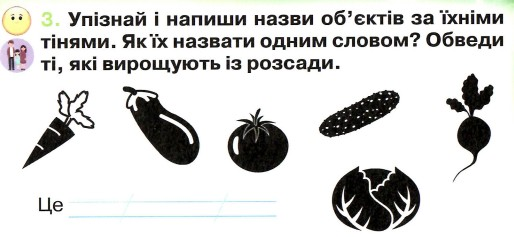 3. Упізнай і напиши назви об’єктів за їхніми
тінями. Як їх назвати одним словом? Обведи
ті, які вирощують із розсади.
Це